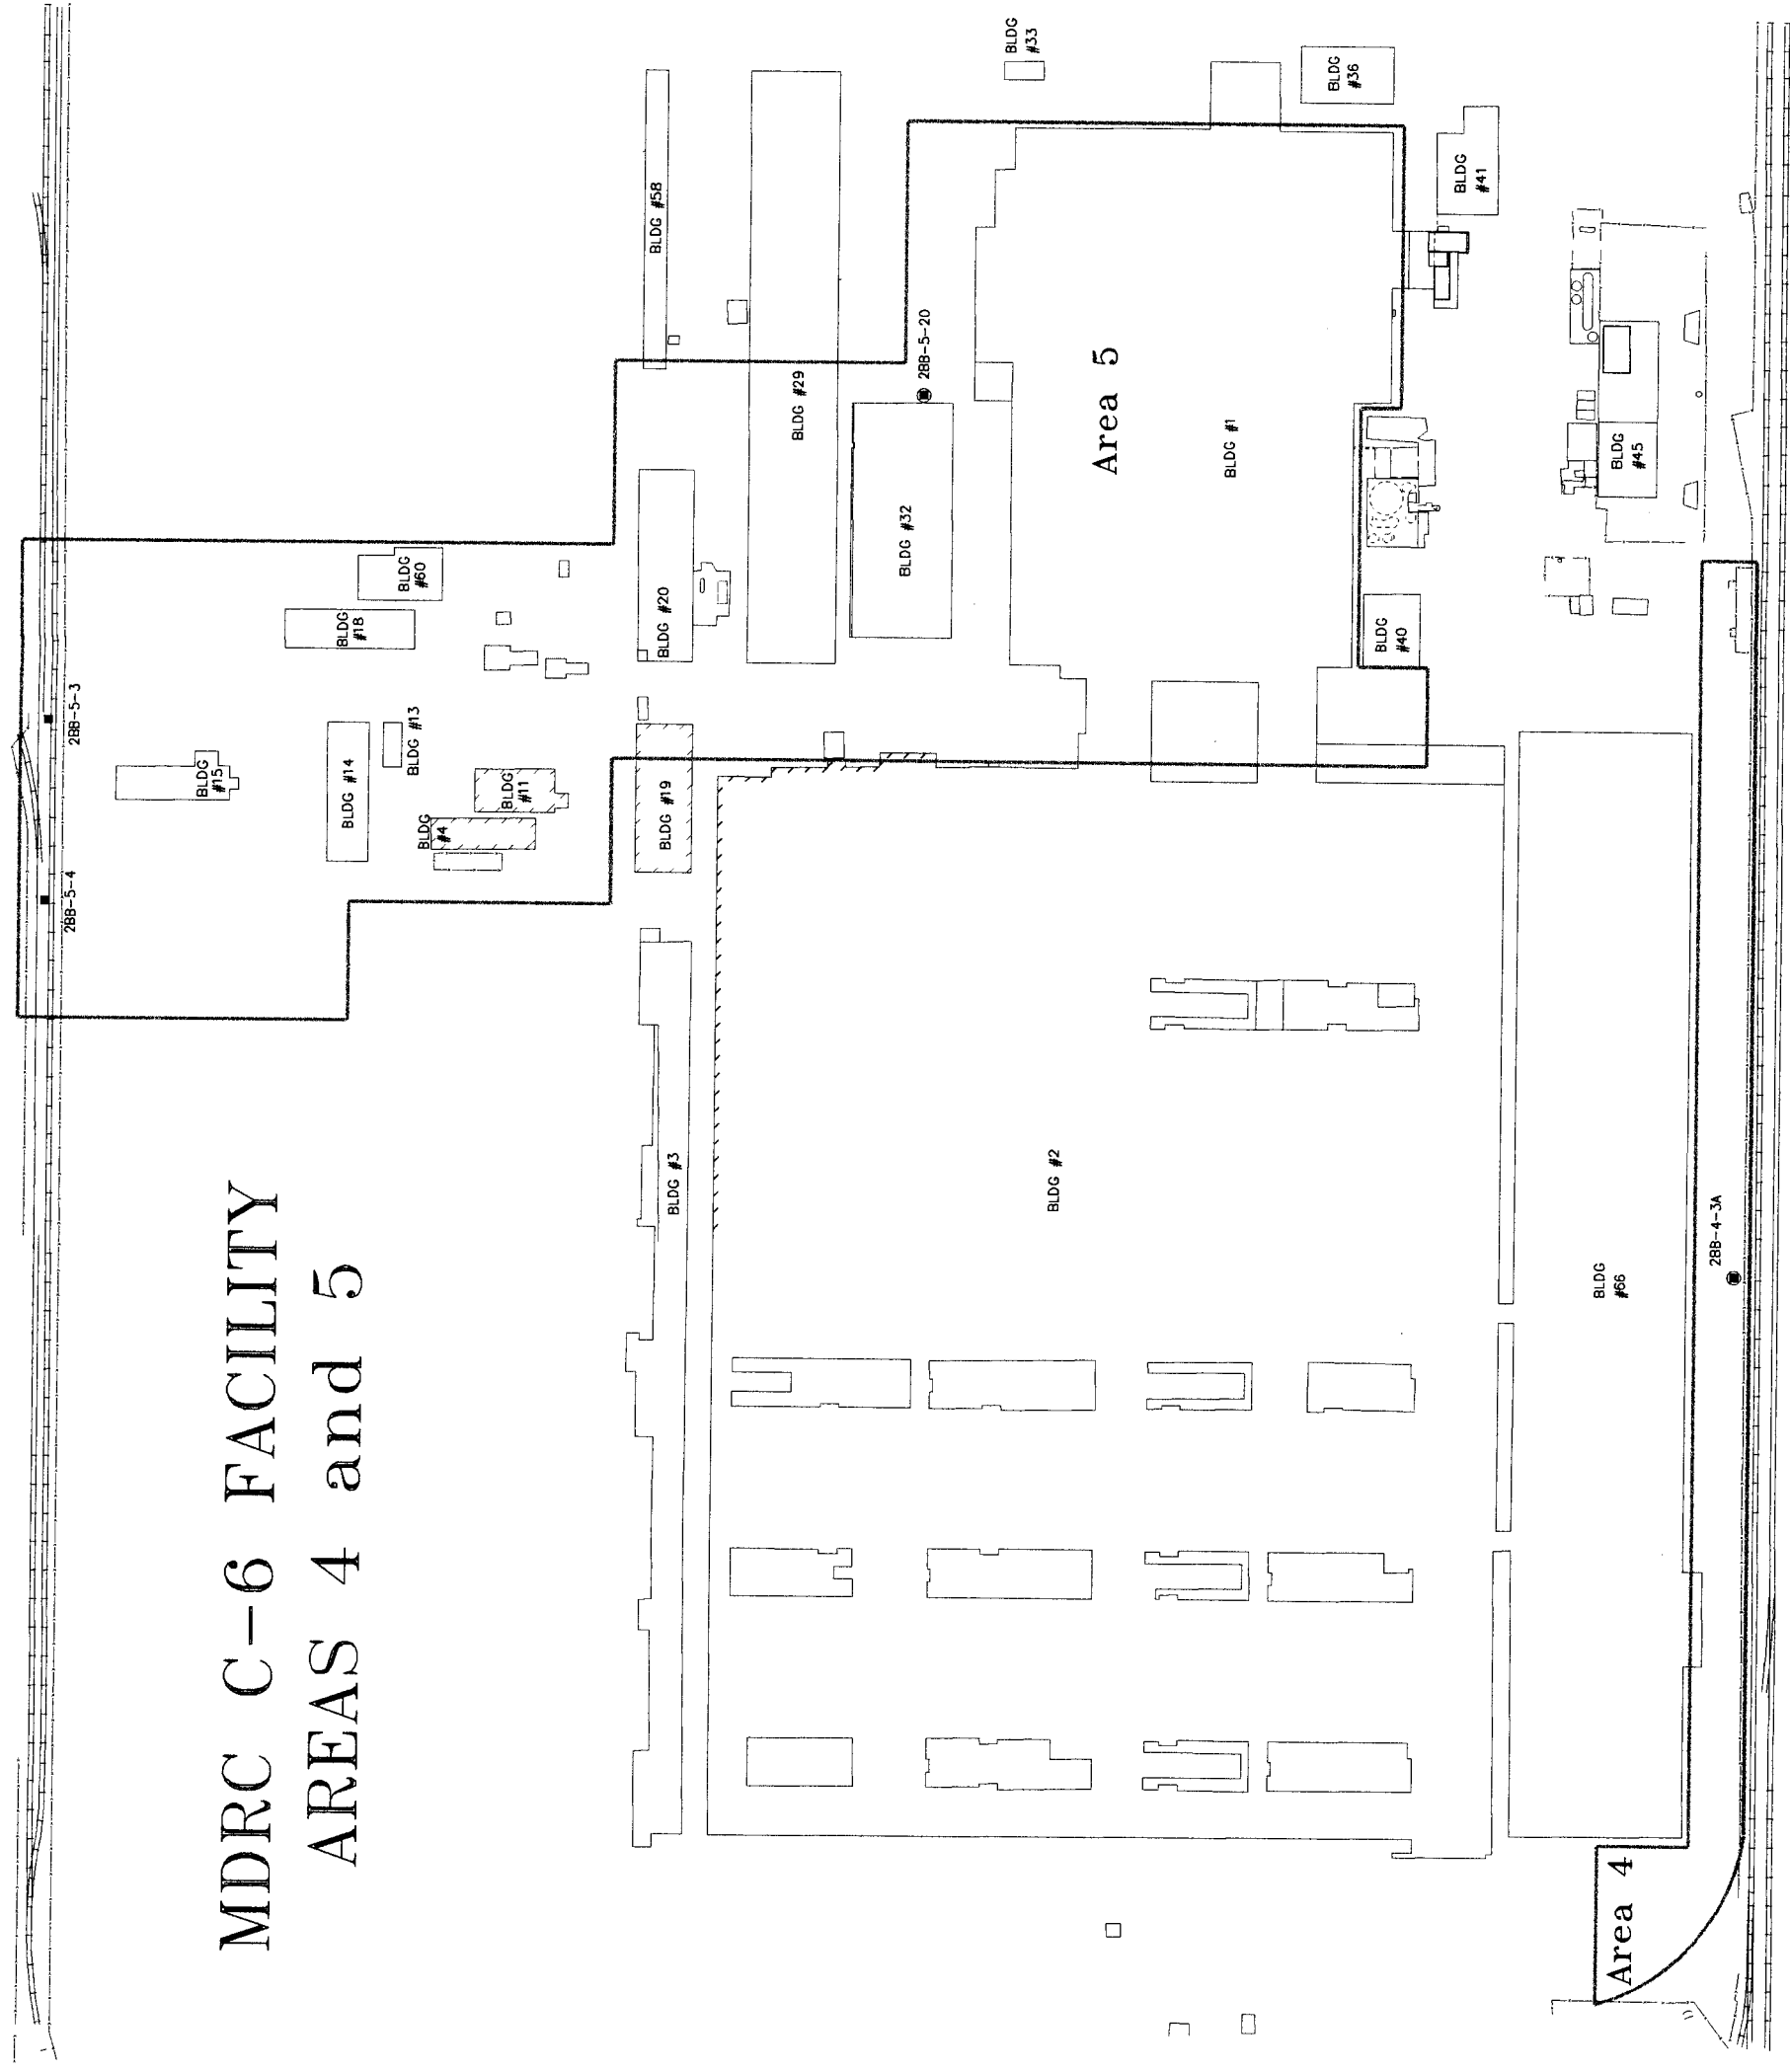 MDRC C-6 FACILITY
AREAS 4 and 5
2BB-5-4
2BB-5-3
BLDG
#15
BLDG #14
BLDG #13
BLDG
#18
BLDG
#60
BLDG
#4
BLDG
#11
BLDG #3
BLDG #19
BLDG #20
BLDG #58
BLDG #29
BLDG #32
2BB-5-20
BLDG
#33
BLDG #2
Area 5
BLDG #1
BLDG
#36
BLDG
#40
BLDG
#41
BLDG
#66
BLDG
#45
Area 4
2BB-4-3A